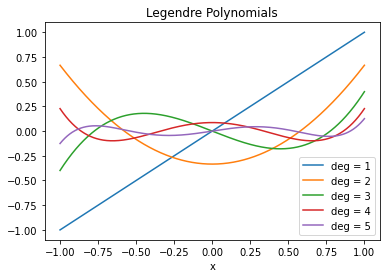 Legendre Polynomials
1.00
0.75
0.50
0.25
0.00
−0.25
−0.50
−0.75
−1.00
deg = 1
deg = 2
deg = 3
deg = 4
deg = 5
−1.00 −0.75 −0.50 −0.25 0.00 0.25 0.50 0.75 1.00
x